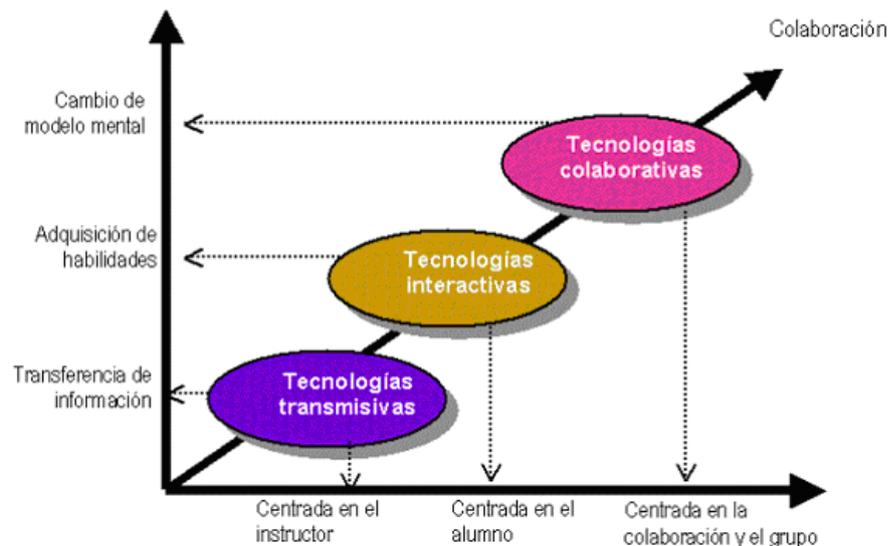 Colaboración
Cambio de
modelo mental
Tecnologías
colaborativas
Adquisición de
habilidades
Tecnologías
interactivas
Transferencia de
información
Tecnologías
transmisivas
Centrada en el
instructor
Centrada en el
alumno
Centrada en la
colaboración y el grupo